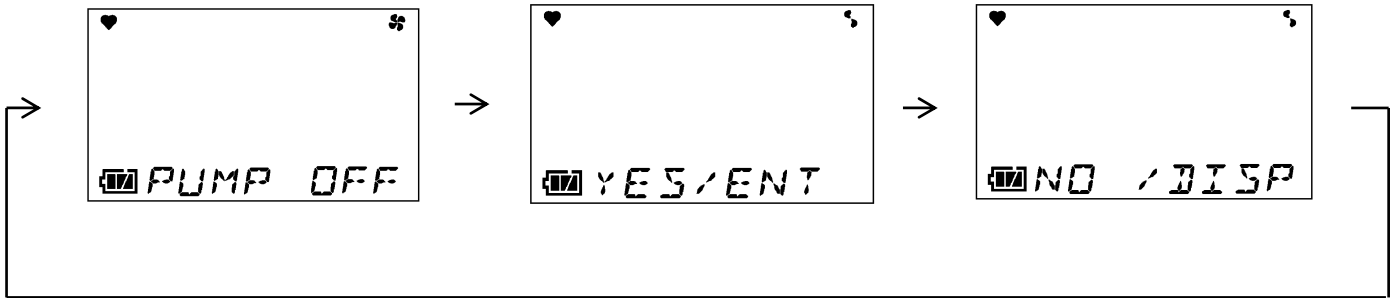 PUMP OFF
YES/ENT
NO /DISP